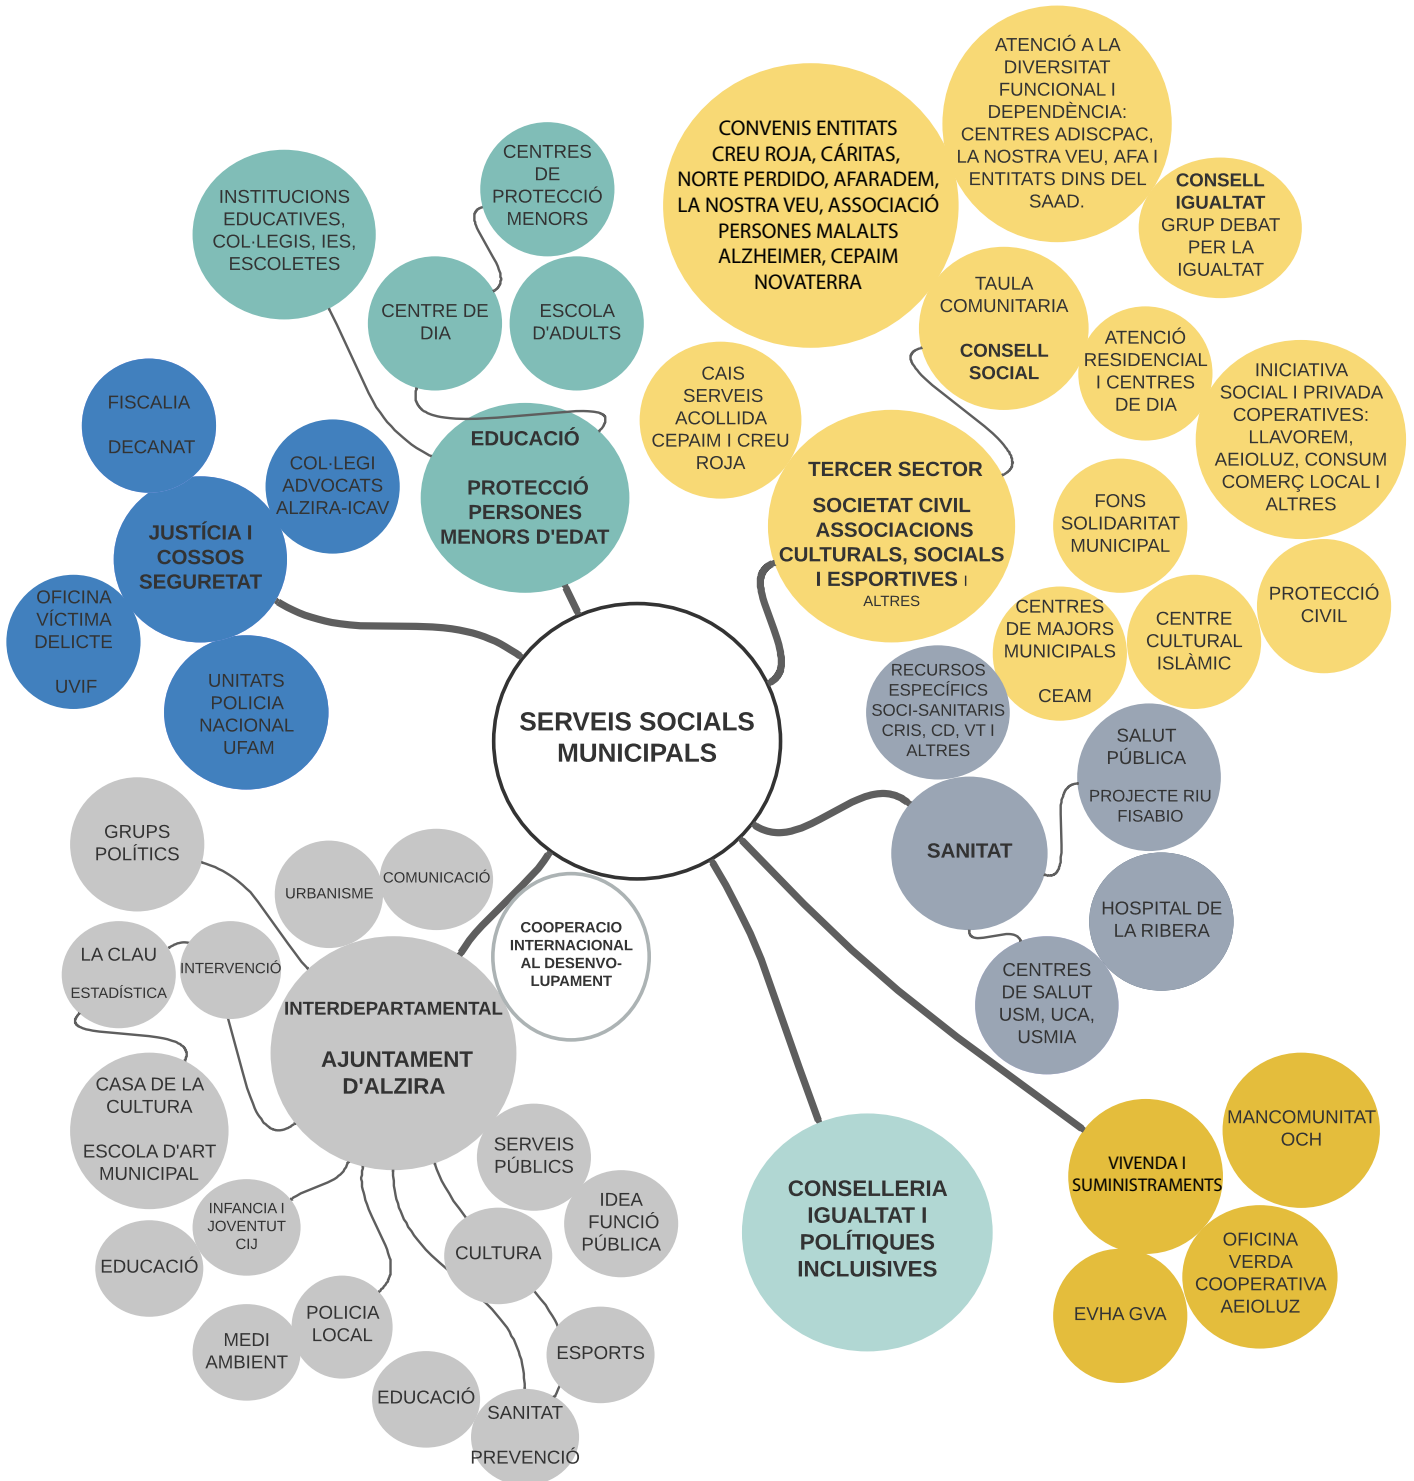 ATENCIÓ A LA
DIVERSITAT
FUNCIONAL I
DEPENDÈNCIA:
CENTRES ADISCPAC,
LA NOSTRA VEU, AFA I
ENTITATS DINS DEL
SAAD.
CONVENIS ENTITATS
CREU ROJA, CÁRITAS,
NORTE PERDIDO, AFARADEM,
LA NOSTRA VEU, ASSOCIACIÓ
PERSONES MALALTS
ALZHEIMER, CEPAIM
NOVATERRA
CONSELL
IGUALTAT
GRUP DEBAT
PER LA
IGUALTAT
CENTRES
DE
PROTECCIÓ
MENORS
INSTITUCIONS
EDUCATIVES,
COL·LEGIS, IES,
ESCOLETES
CENTRE DE
DIA
ESCOLA
D'ADULTS
TAULA
COMUNITARIA
CONSELL
SOCIAL
ATENCIÓ
RESIDENCIAL
I CENTRES
DE DIA
INICIATIVA
SOCIAL I PRIVADA
COPERATIVES:
LLAVOREM,
AEIOLUZ, CONSUM
COMERÇ LOCAL I
ALTRES
CAIS
SERVEIS
ACOLLIDA
CEPAIM I CREU
ROJA
FISCALIA
DECANAT
COL·LEGI
ADVOCATS
ALZIRA-ICAV
EDUCACIÓ
PROTECCIÓ
PERSONES
MENORS D'EDAT
TERCER SECTOR
SOCIETAT CIVIL
ASSOCIACIONS
CULTURALS, SOCIALS
I ESPORTIVES I
ALTRES
FONS
SOLIDARITAT
MUNICIPAL
JUSTÍCIA I
COSSOS
SEGURETAT
OFICINA
VÍCTIMA
DELICTE
UVIF
UNITATS
POLICIA
NACIONAL
UFAM
PROTECCIÓ
CIVIL
CENTRES
DE MAJORS
MUNICIPALS
CEAM
CENTRE
CULTURAL
ISLÀMIC
RECURSOS
ESPECÍFICS
SOCI-SANITARIS
CRIS, CD, VT I
ALTRES
SERVEIS SOCIALS
MUNICIPALS
SALUT
PÚBLICA
PROJECTE RIU
FISABIO
SANITAT
HOSPITAL DE
LA RIBERA
CENTRES
DE SALUT
USM, UCA,
USMIA
GRUPS
POLÍTICS
URBANISME
COMUNICACIÓ
COOPERACIO
INTERNACIONAL
AL DESENVO-
LUPAMENT
LA CLAU
ESTADÍSTICA
INTERVENCIÓ
INTERDEPARTAMENTAL
AJUNTAMENT
D'ALZIRA
CASA DE LA
CULTURA
ESCOLA D'ART
MUNICIPAL
SERVEIS
PÚBLICS
IDEA
FUNCIÓ
PÚBLICA
INFANCIA I
JOVENTUT
CIJ
EDUCACIÓ
CULTURA
CONSELLERIA
IGUALTAT I
POLÍTIQUES
INCLUISIVES
VIVENDA I
SUMINISTRAMENTS
MANCOMUNITAT
OCH
OFICINA
VERDA
COOPERATIVA
AEIOLUZ
EVHA GVA
POLICIA
LOCAL
MEDI
AMBIENT
ESPORTS
EDUCACIÓ
SANITAT
PREVENCIÓ